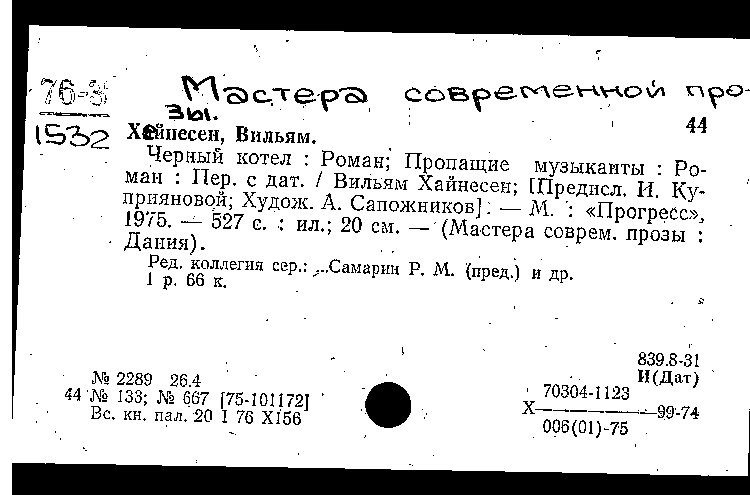 76-3
Мастера современной про-
зы.
44
1532
Хейнесен, Вильям.
Черный котел : Роман; Пропащие музыканты : Ро-
ман : Пер. с дат. / Вильям Хайнесен; [Предисл. И. Ку-
прияновой; Худож. А. Сапожников]. — М. : «Прогресс»,
1975. — 527 с. : ил.; 20 см. — (Мастера соврем. прозы :
Дания).
Ред. коллегия сер.: ...Самарин Р. М. (пред.) и др.
1 р. 66 к.
839.8-31
И(Дат)
№ 2289 26.4
44 № 133; № 667 [75-101172]
Вс. кн. пал. 20 I 76 Х156
70304-1123
Х————99-74
006(01)-75